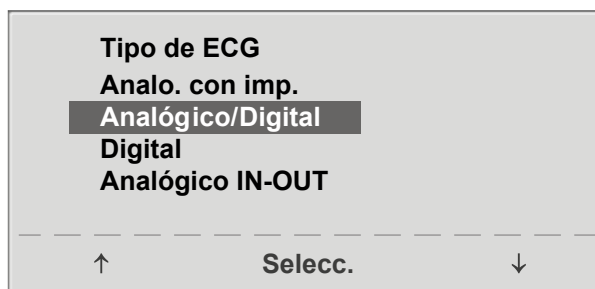 Tipo de ECG
Analo. con imp.
Analógico/Digital
Digital
Analógico IN-OUT
↑ Selecc. ↓